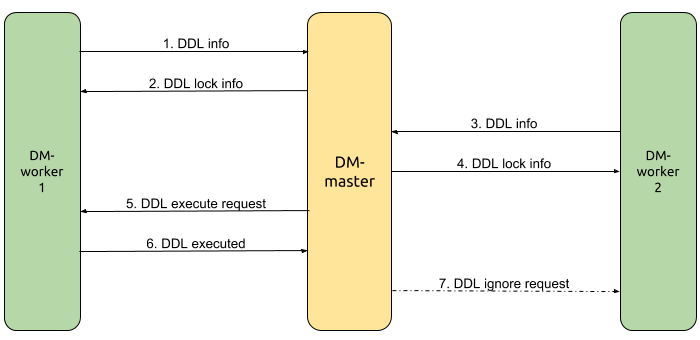 1. DDL info
2. DDL lock info
3. DDL info
4. DDL lock info
DM-
worker
1
DM-
master
DM-
worker
2
5. DDL execute request
6. DDL executed
7. DDL ignore request